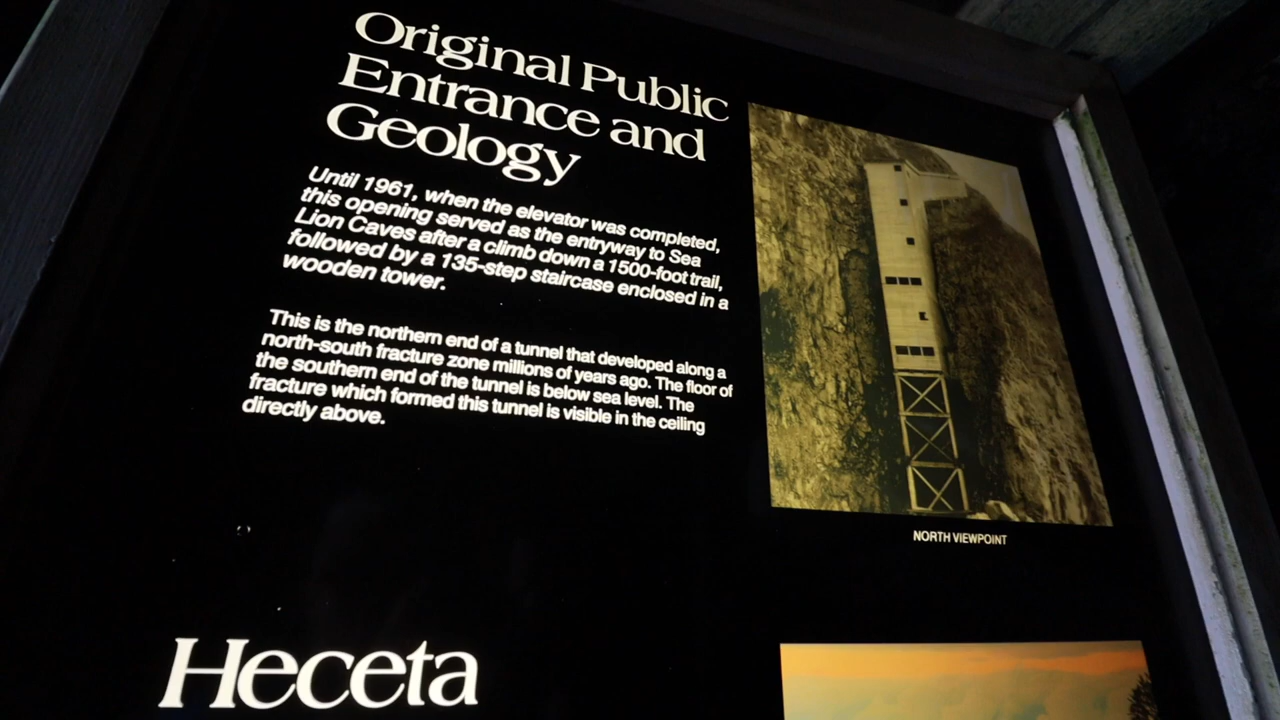 Original Public
Entrance and
Geology
Until 1961, when the elevator was completed,
this opening served as the entryway to Sea
Lion Caves after a climb down a 1500-foot trail,
followed by a 135-step staircase enclosed in a
wooden tower.
This is the northern end of a tunnel that developed along a
north-south fracture zone millions of years ago. The floor of
the southern end of the tunnel is below sea level. The
fracture which formed this tunnel is visible in the ceiling
directly above.
NORTH VIEWPOINT
Heceta